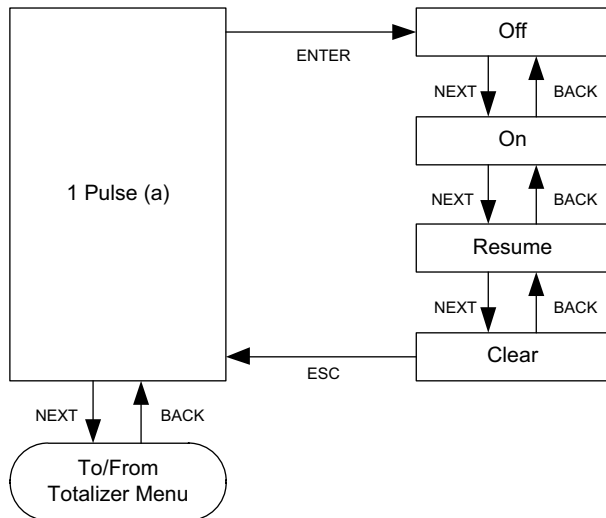 Off
ENTER
NEXT
BACK
On
1 Pulse (a)
NEXT
BACK
Resume
NEXT
BACK
Clear
ESC
NEXT
BACK
To/From
Totalizer Menu